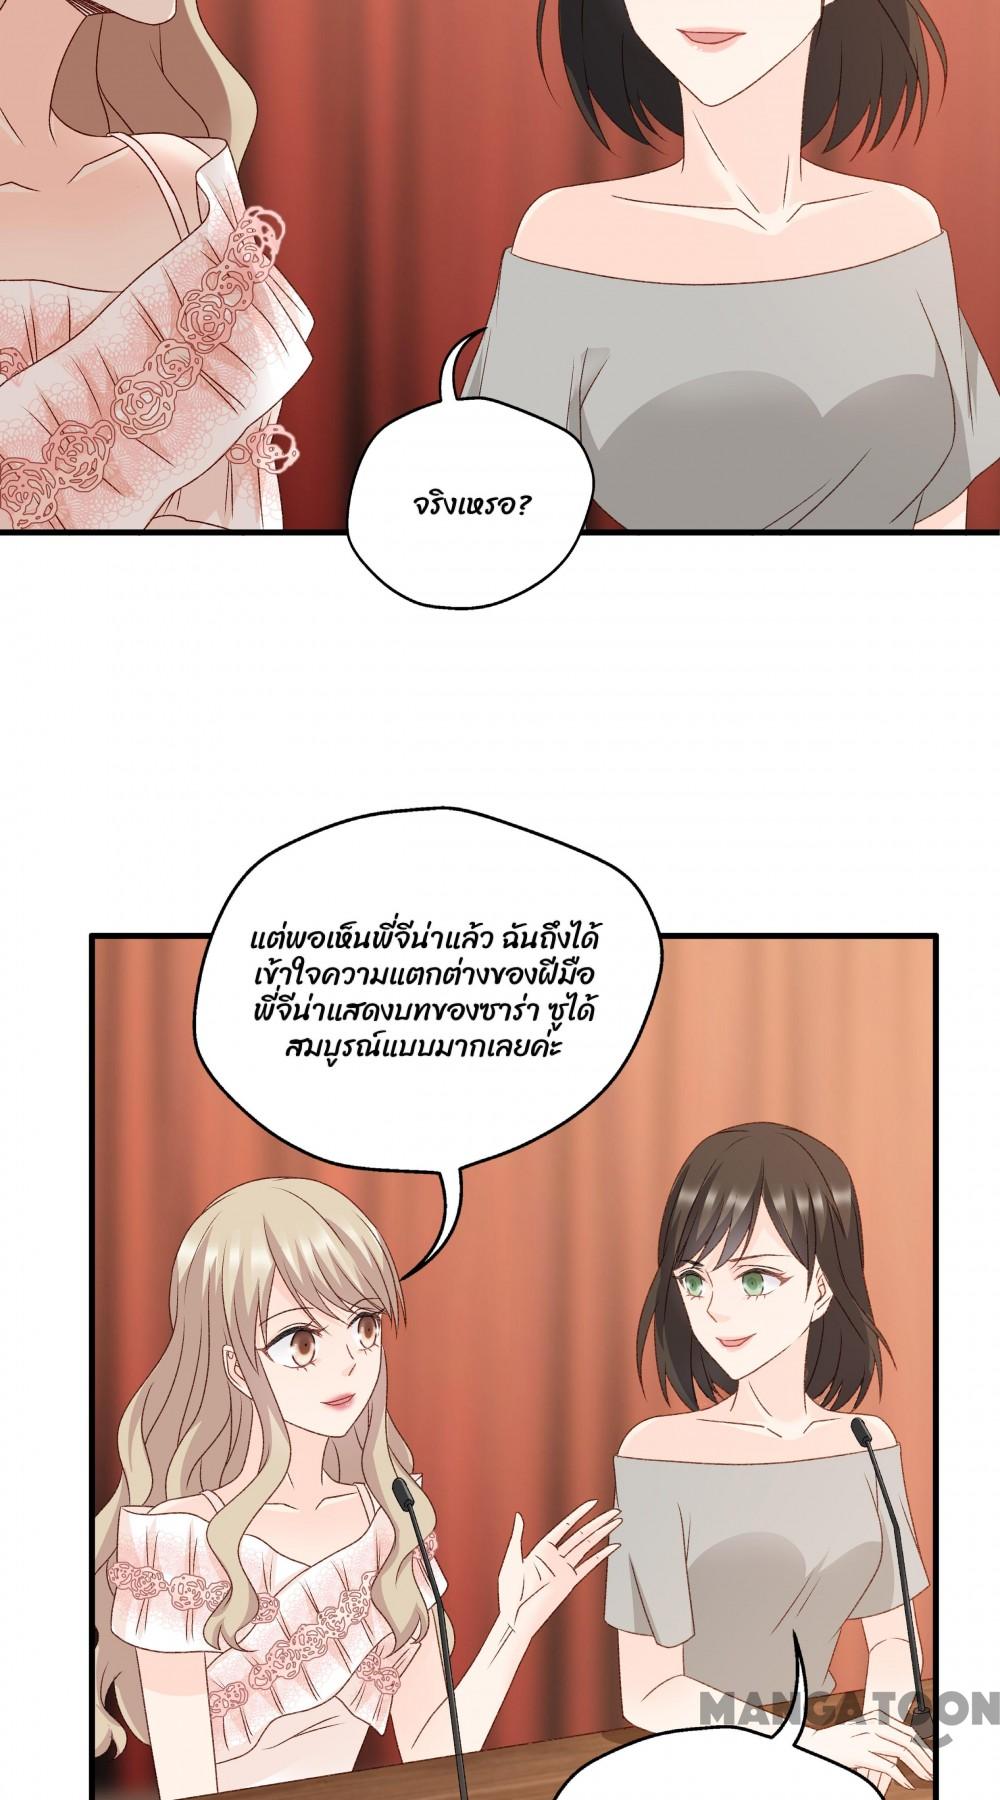 จริงเหรอ?
แต่พอเห็นพี่จีน่าแล้ว ฉันถึงได้
เข้าใจความแตกต่างของฝีมือ
พี่จีน่าแสดงบทของซาร่า ซูได้
สมบูรณ์แบบมากเลยค่ะ
MANGATOON